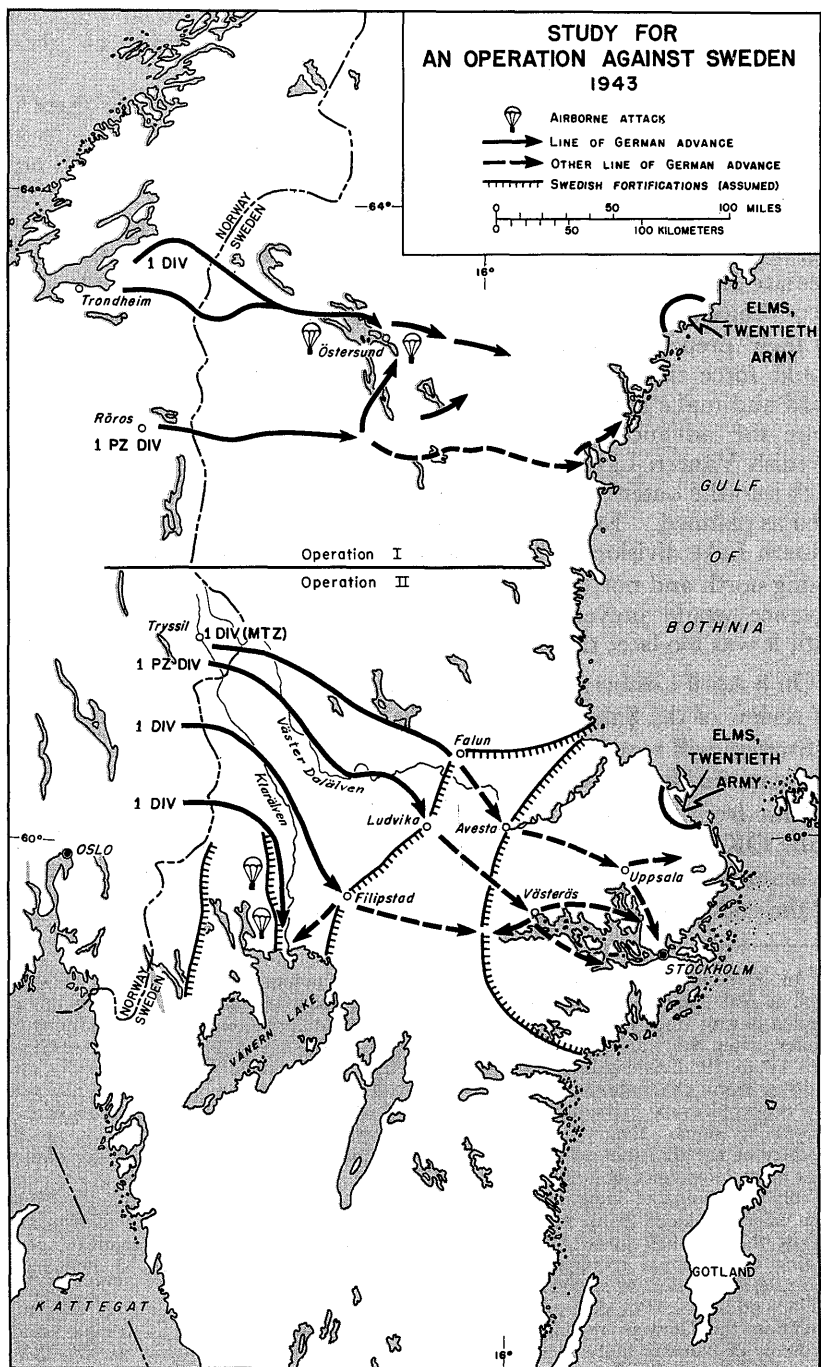 STUDY FOR
AN OPERATION AGAINST SWEDEN
1943
AIRBORNE ATTACK
LINE OF GERMAN ADVANCE
OTHER LINE OF GERMAN ADVANCE
SWEDISH FORTIFICATIONS (ASSUMED)
0 50 100 MILES
0 50 100 KILOMETERS
64°
64°
NORWAY
SWEDEN
16°
1 DIV
Trondheim
ELMS,
TWENTIETH
ARMY
Östersund
Röros
1 PZ DIV
GULF
OF
BOTHNIA
Operation I
Operation II
Tryssil
1 DIV (MTZ)
1 PZ DIV
1 DIV
Väster Dalälven
Falun
ELMS,
TWENTIETH
ARMY
Klarälven
1 DIV
Ludvika
Avesta
60°
60°
OSLO
Uppsala
Filipstad
Västerås
STOCKHOLM
NORWAY
SWEDEN
VÄNERN LAKE
GOTLAND
KATTEGAT
16°